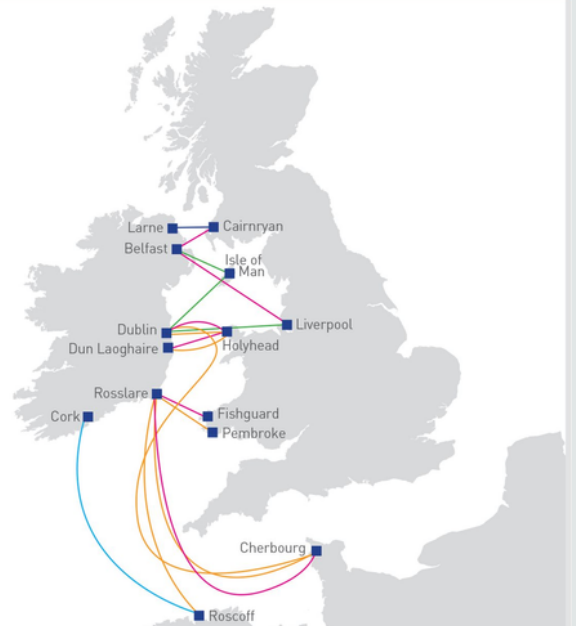 Larne
Cairnryan
Belfast
Isle of
Man
Dublin
Liverpool
Dun Laoghaire
Holyhead
Rosslare
Cork
Fishguard
Pembroke
Cherbourg
Roscoff